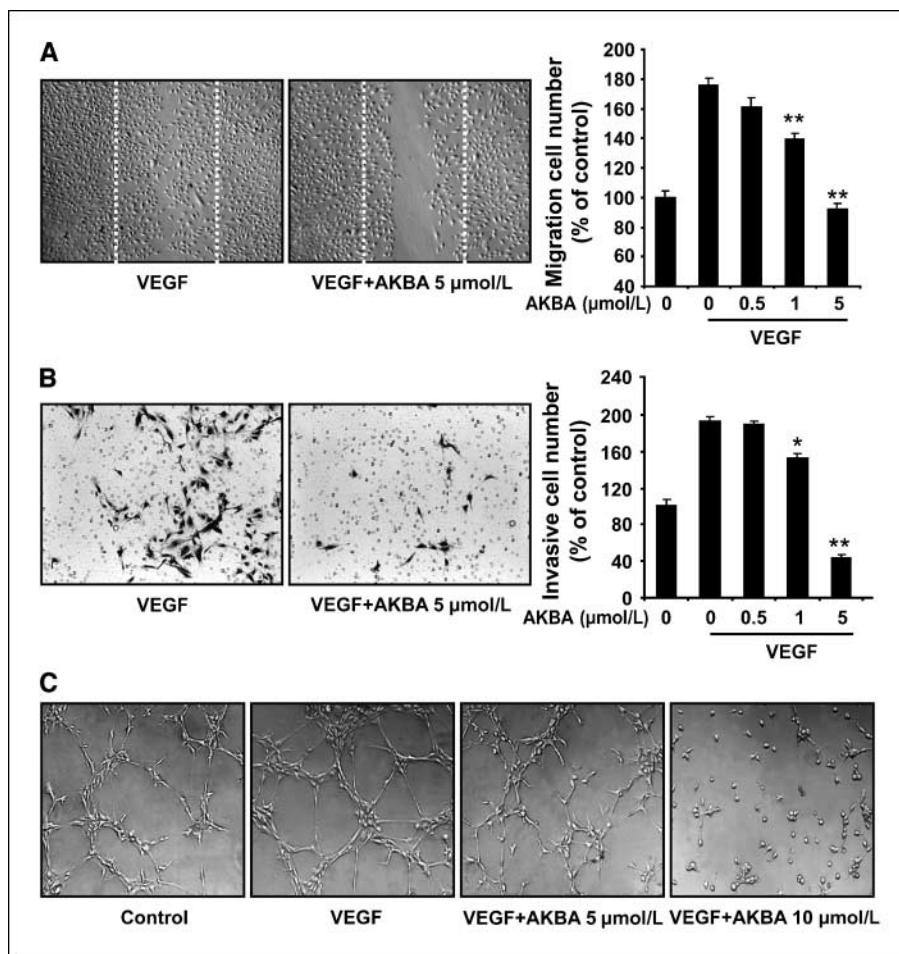 A
VEGF
VEGF+AKBA 5 µmol/L
Migration cell number
(% of control)
200
180
160
140
120
100
80
60
40
**
**
AKBA (µmol/L) 0 0 0.5 1 5
VEGF
B
VEGF
VEGF+AKBA 5 µmol/L
Invasive cell number
(% of control)
240
200
160
120
80
40
0
*
**
AKBA (µmol/L) 0 0 0.5 1 5
VEGF
C
Control
VEGF
VEGF+AKBA 5 µmol/L
VEGF+AKBA 10 µmol/L